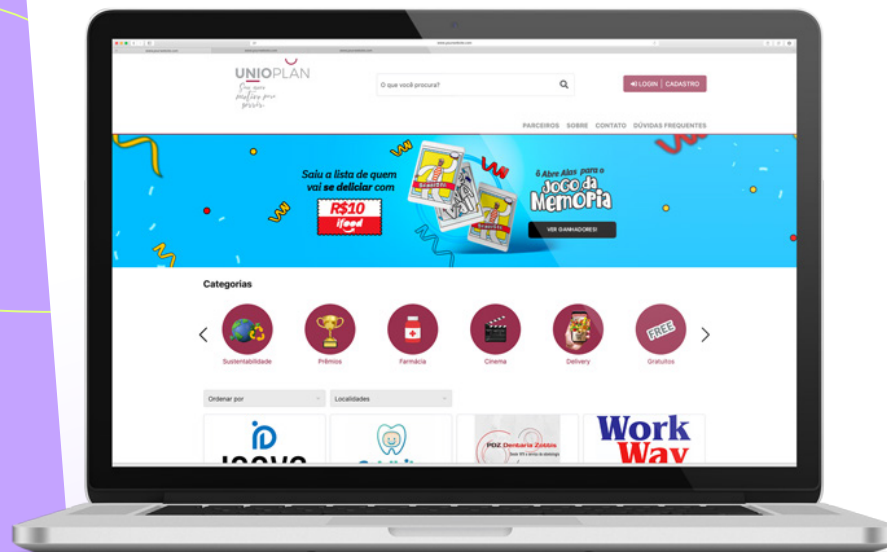 UNIOPLAN
O que você procura?
LOGIN | CADASTRO
PARCEIROS SOBRE CONTATO DÚVIDAS FREQUENTES
Saiu a lista de quem
vai se deliciar com
R$10
ifood
ô Abre Alas para o
JOGO da
MEMÓRIA
VER GANHADORES!
Categorias
FREE
Sustentabilidade
Prêmios
Farmácia
Cinema
Delivery
Gratuitos
Ordenar por
Localidades
PDZ Dentaria Zottis
Work
Way